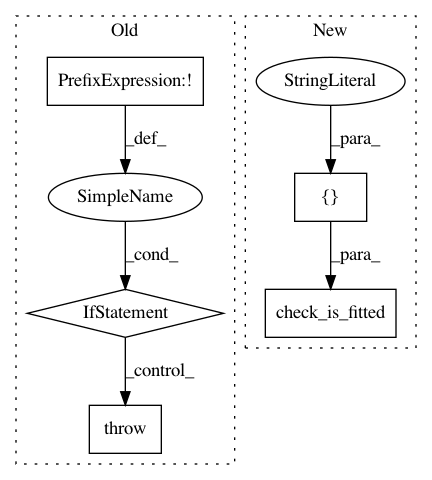 Old
New
PrefixExpression:!
StringLiteral
_def_
_para_
SimpleName
{}
_cond_
_para_
IfStatement
check_is_fitted
_control_
throw